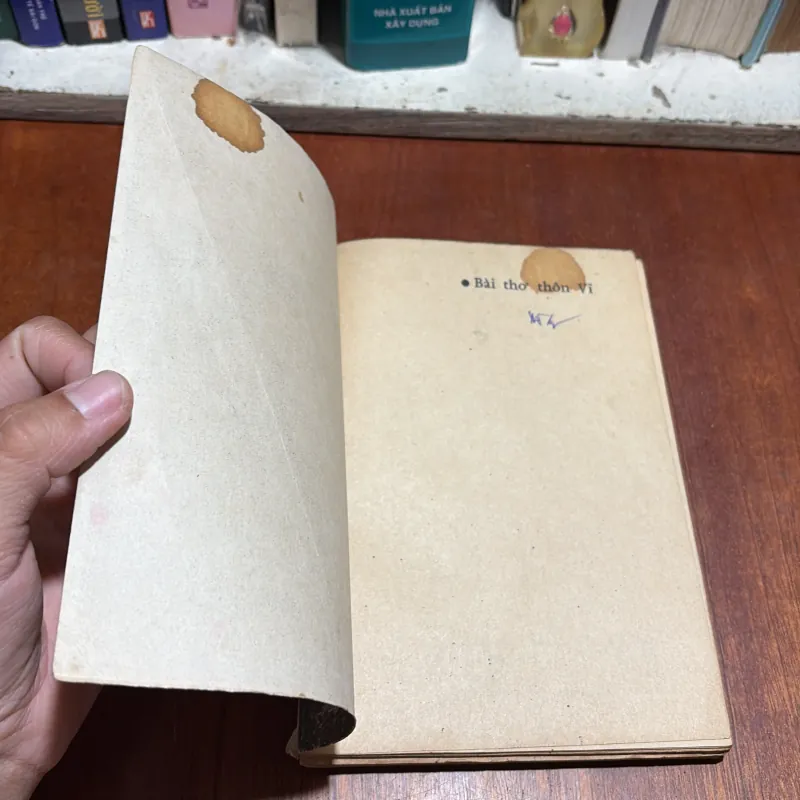 NHÀ XUẤT BẢN
XÂY DỰNG
● Bài thơ thôn Vĩ